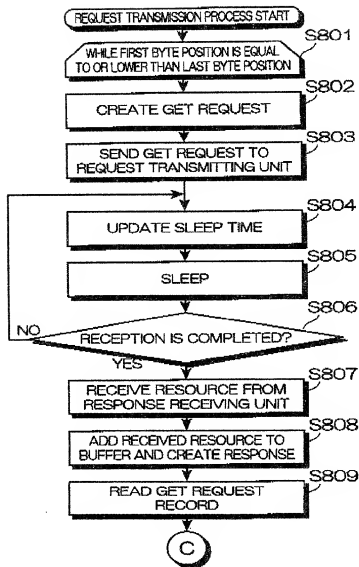 REQUEST TRANSMISSION PROCESS START
S801
WHILE FIRST BYTE POSITION IS EQUAL
TO OR LOWER THAN LAST BYTE POSITION
S802
CREATE GET REQUEST
S803
SEND GET REQUEST TO
REQUEST TRANSMITTING UNIT
S804
UPDATE SLEEP TIME
S805
SLEEP
S806
RECEPTION IS COMPLETED?
NO
YES
S807
RECEIVE RESOURCE FROM
RESPONSE RECEIVING UNIT
S808
ADD RECEIVED RESOURCE TO
BUFFER AND CREATE RESPONSE
S809
READ GET REQUEST
RECORD
C